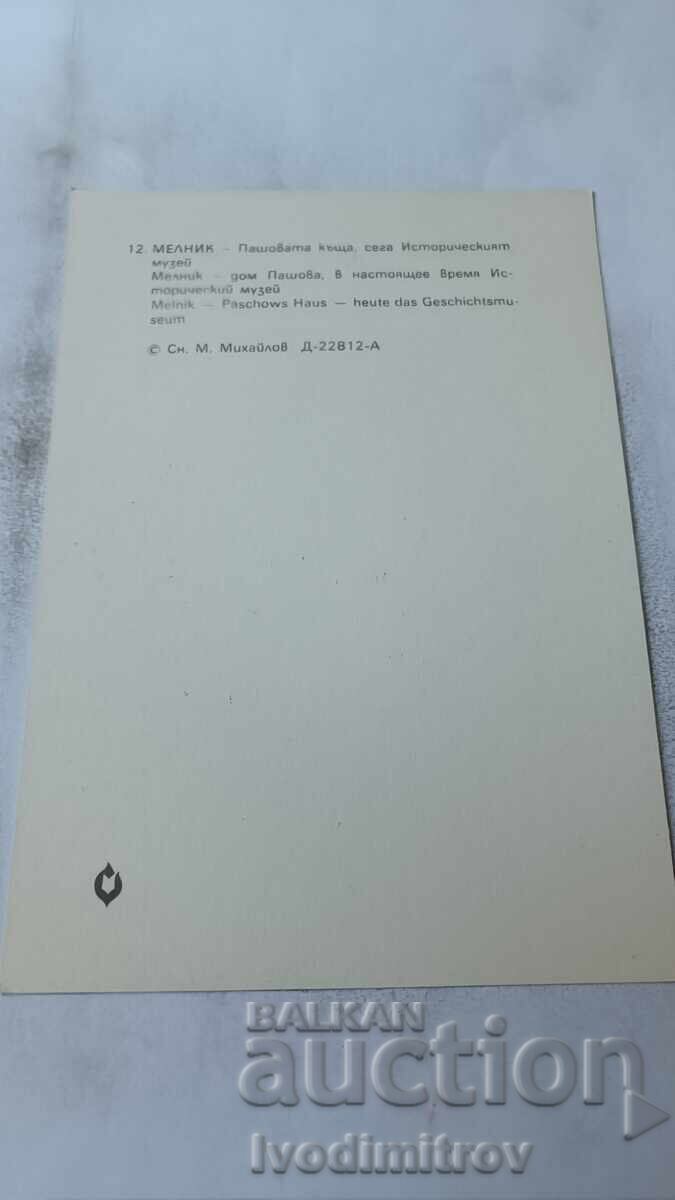 12. МЕЛНИК — Пашовата къща, сега Историческият
музей
Мелник — дом Пашова, в настоящее время Ис-
торический музей
Melnik — Paschows Haus — heute das Geschichtsmu-
seum
© Сн. М. Михайлов Д-22812-А
BALKAN
auction
Ivodimitrov